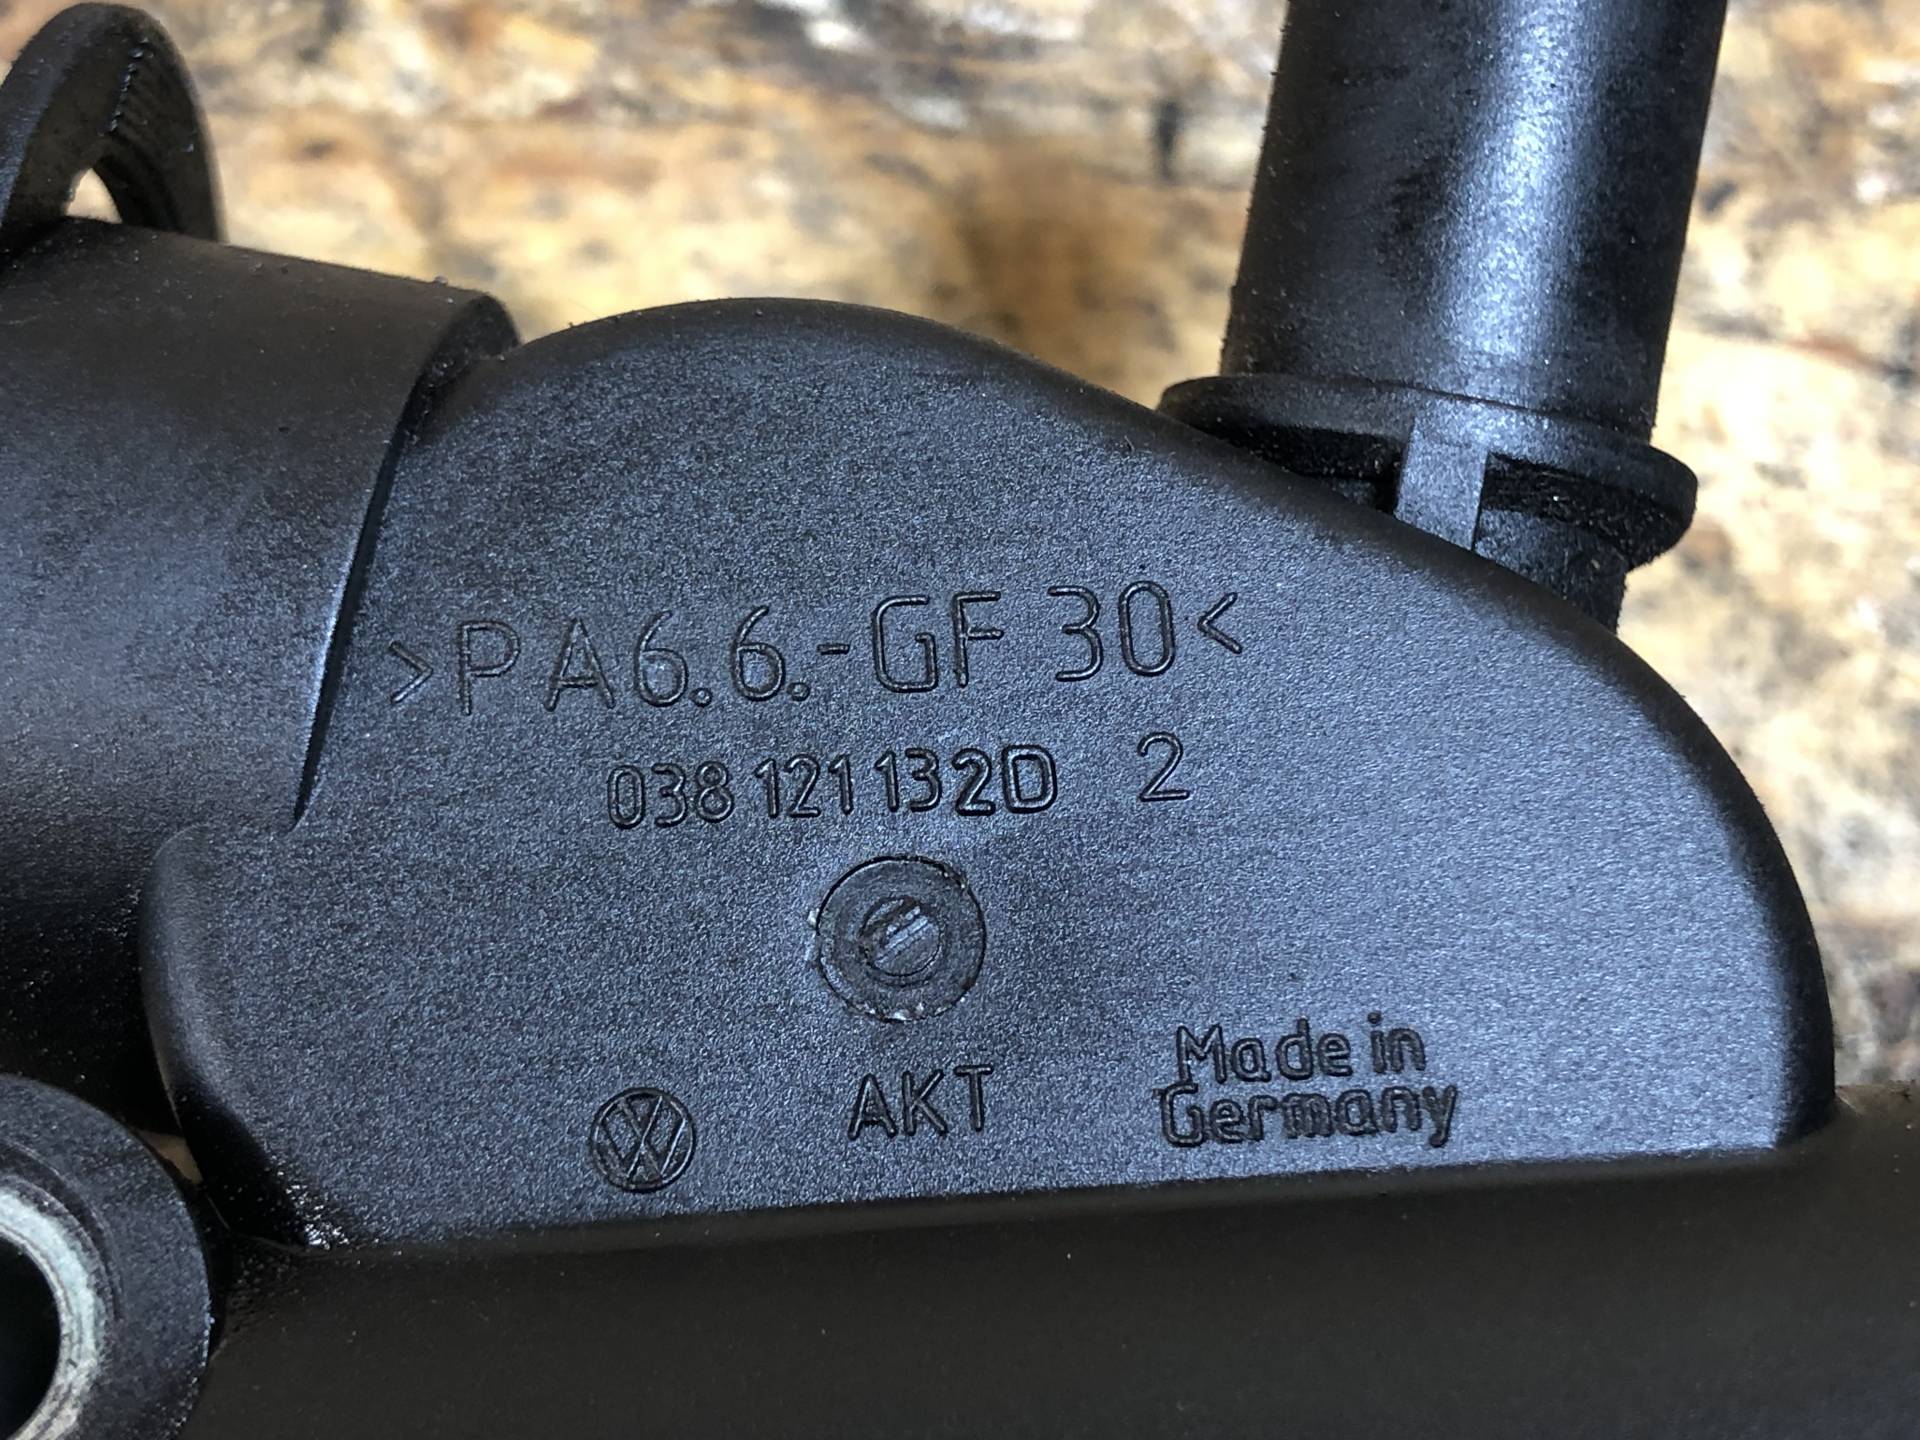 >PA6.6.-GF 30<
038 121 132D 2
AKT
Made in
Germany